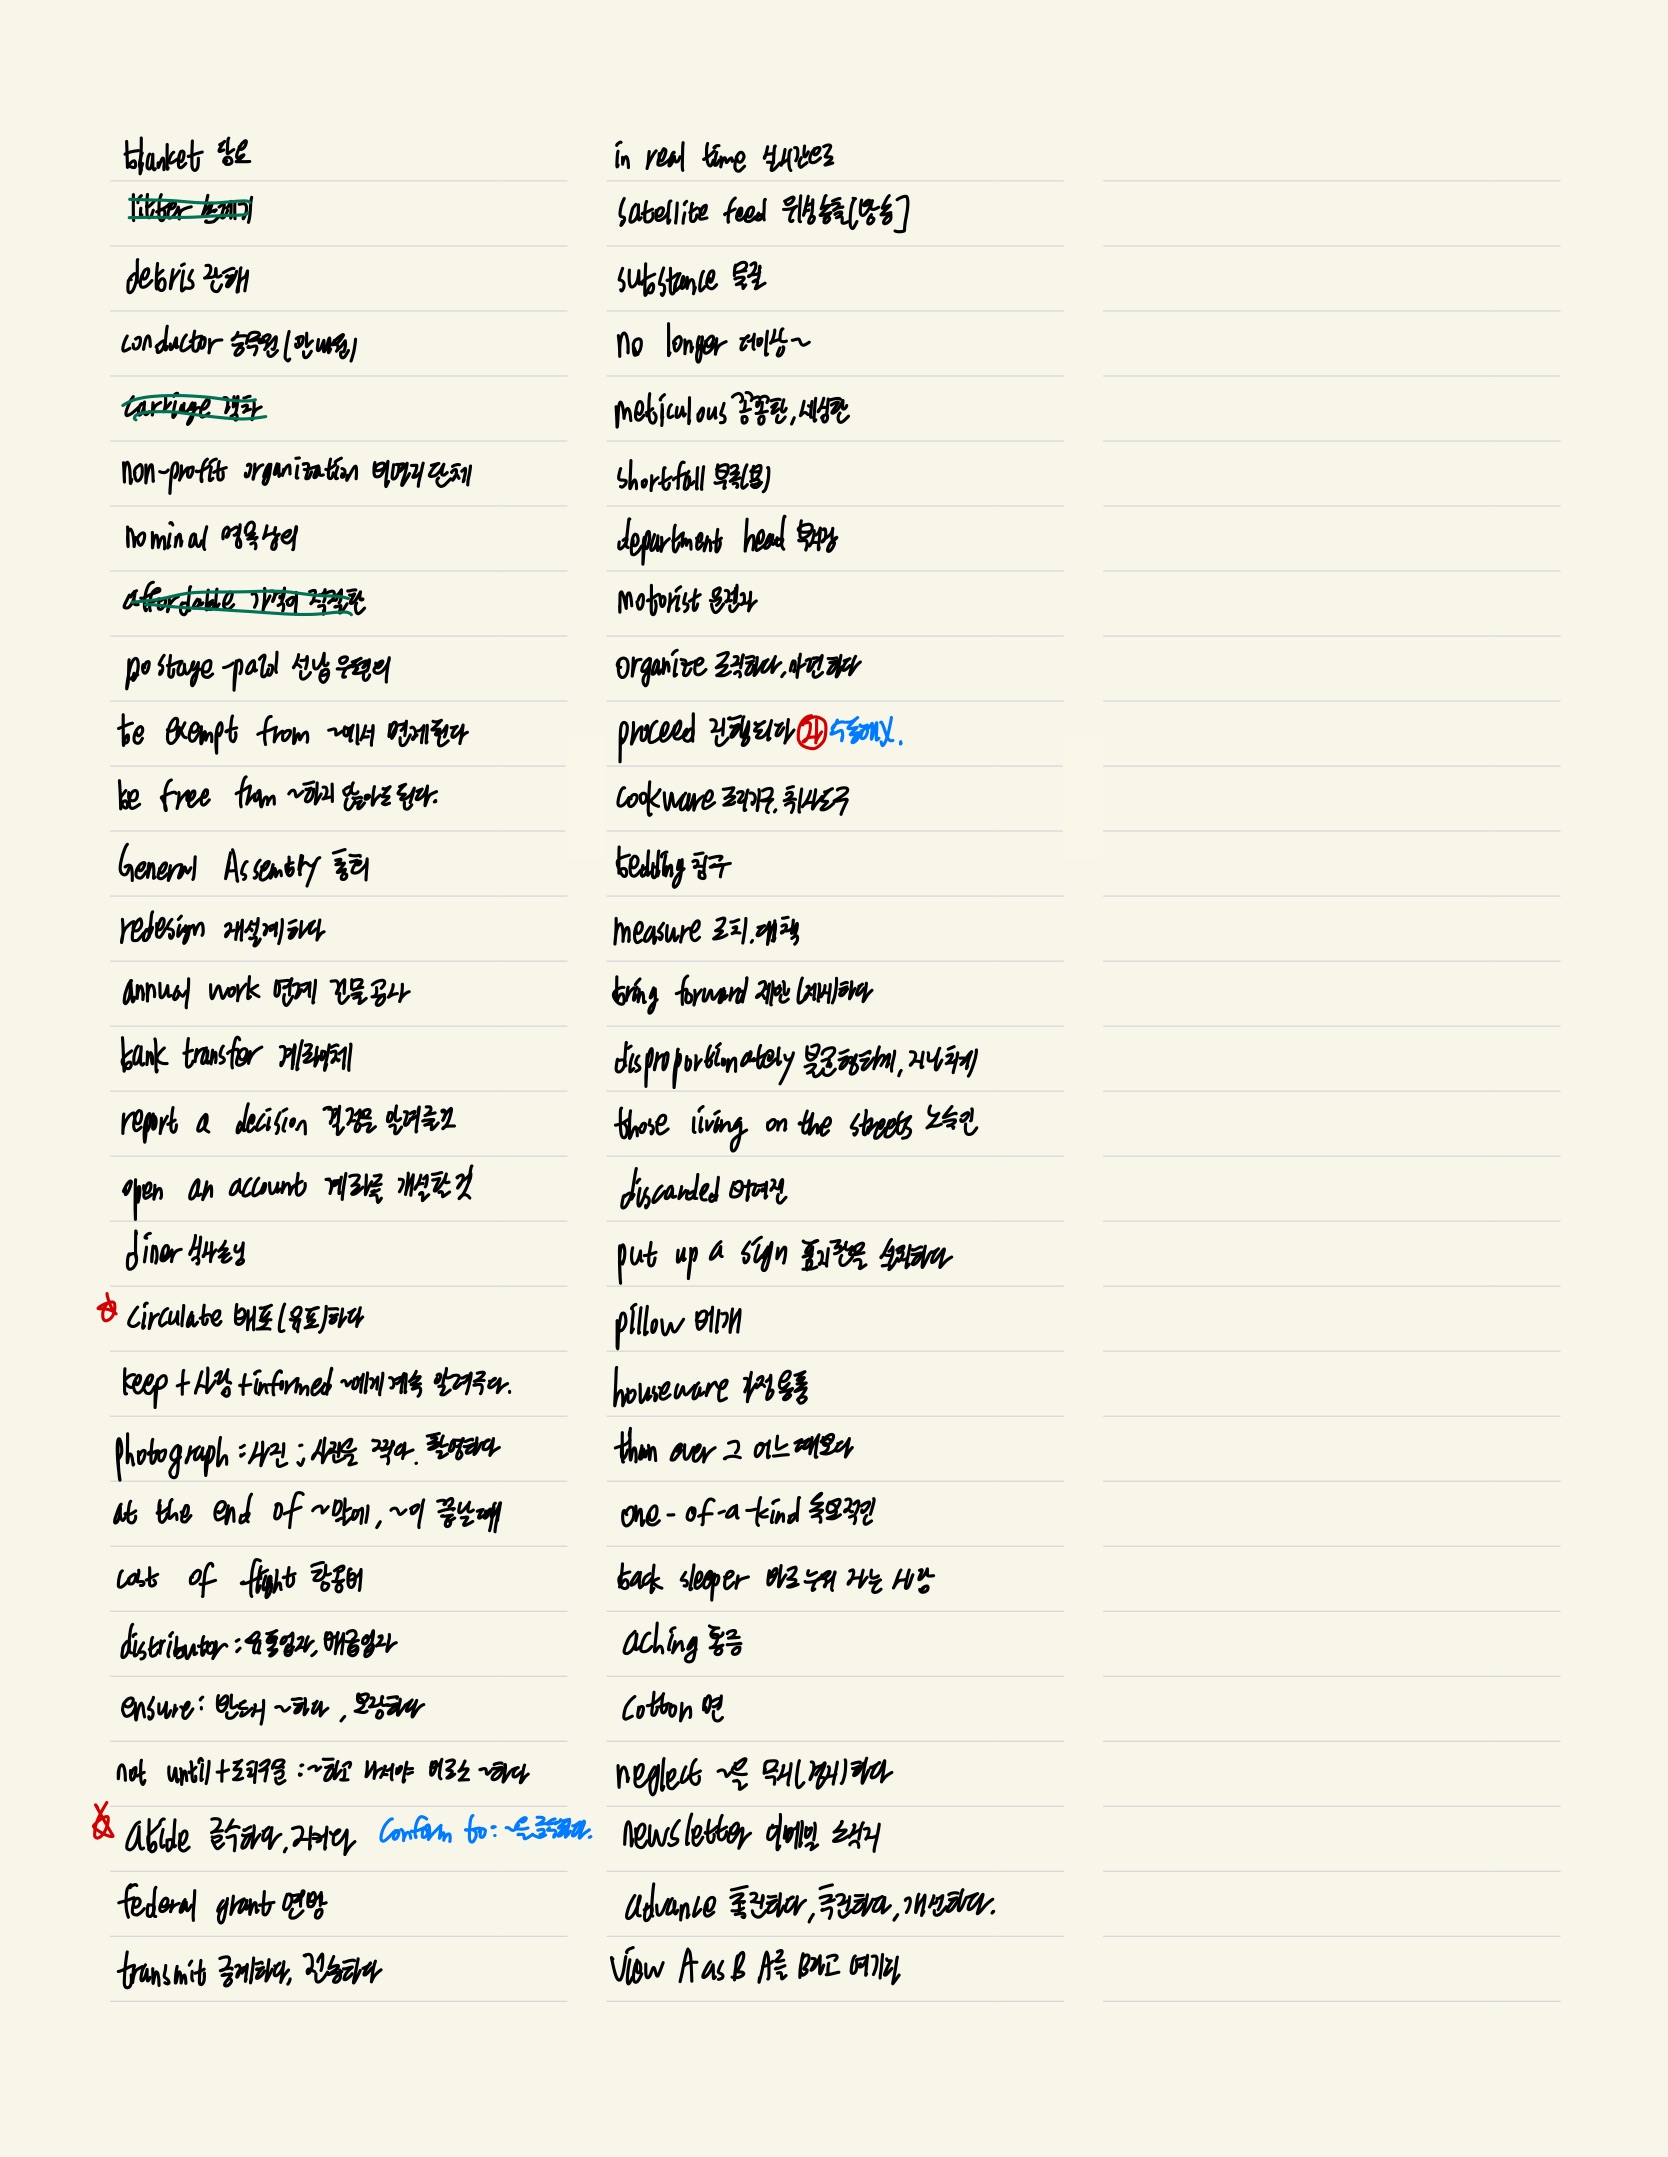 blanket 담요
litter 쓰레기
debris 잔해
conductor 승무원(안내원)
carriage 객차
non-profit organization 비영리단체
nominal 명목상의
affordable 가격이 적절한
postage-paid 선납 우편의
be exempt from ~에서 면제된다
be free from ~하지 않아도 된다.
General Assembly 총회
redesign 재설계하다
annual work 연례 건물공사
bank transfer 계좌이체
report a decision 결정을 알려줄것
open an account 계좌를 개설할 것
diner 식사손님
circulate 배포(유포)하다
keep + 사람 + informed ~에게 계속 알려주다.
photograph : 사진 ; 사진을 찍다. 촬영하다
at the end of ~말에, ~이 끝날때
cost of flight 항공비
distributor : 유통업자, 배급업자
ensure : 반드시 ~하다, 보장하다
not until + 도치구문 : ~하고 나서야 비로소 ~하다
abide 준수하다, 지키다 conform to : ~을 준수하다.
federal grant 연방
transmit 중계하다, 전송하다
in real time 실시간으로
satellite feed 위성송출[방송]
substance 물질
no longer 더이상~
meticulous 꼼꼼한, 세심한
shortfall 부족(분)
department head 부서장
motorist 운전자
organize 조직하다, 마련하다
proceed 진행되다 자 수동태X.
cookware 조리기구. 취사도구
bedding 침구
measure 조치. 대책
bring forward 제안(제시)하다
disproportionately 불균형하게, 지나치게
those living on the streets 노숙인
discarded 버려진
put up a sign 표지판을 설치하다
pillow 베개
houseware 가정용품
than ever 그 어느때보다
one-of-a-kind 독보적인
back sleeper 바로 누워 자는 사람
aching 통증
cotton 면
neglect ~을 무시(경시)하다
newsletter 이메일 소식지
advance 촉진하다, 증진하다, 개선하다.
view A as B A를 B라고 여기다